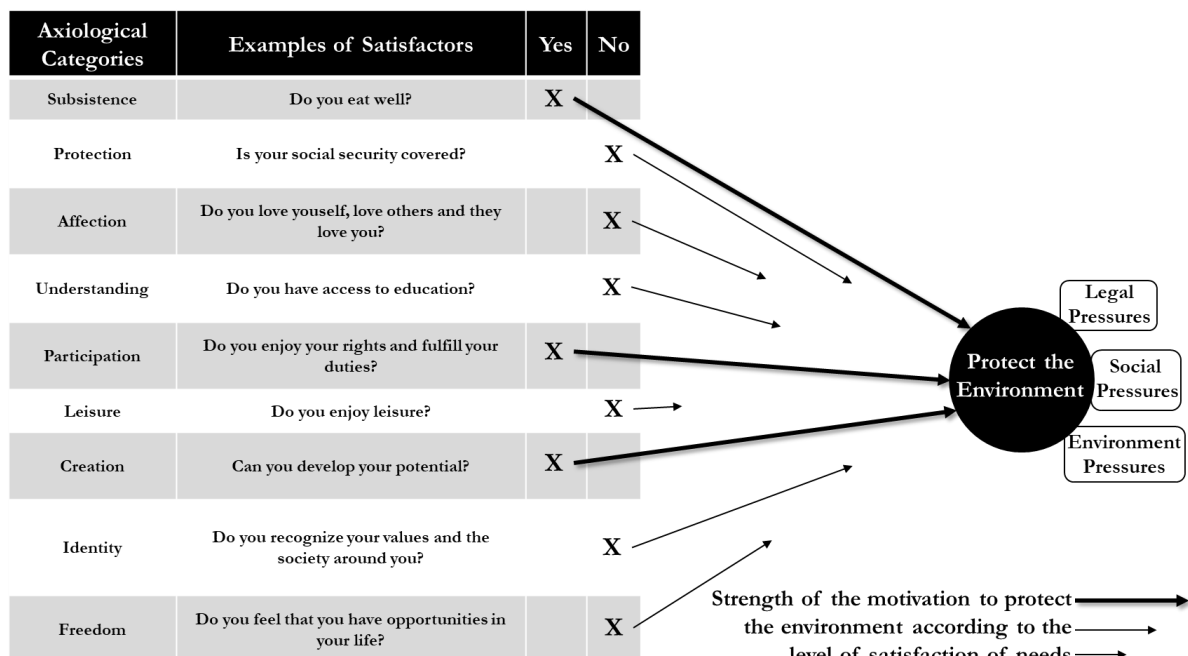 Axiological
Categories
Examples of Satisfactors
Yes
No
Subsistence
Do you eat well?
X
Protection
Is your social security covered?
X
Affection
Do you love youself, love others and they
love you?
X
Understanding
Do you have access to education?
X
Participation
Do you enjoy your rights and fulfill your
duties?
X
Leisure
Do you enjoy leisure?
X
Creation
Can you develop your potential?
X
Identity
Do you recognize your values and the
society around you?
X
Freedom
Do you feel that you have opportunities in
your life?
X
Protect the
Environment
Legal
Pressures
Social
Pressures
Environment
Pressures
Strength of the motivation to protect
the environment according to the
level of satisfaction of needs